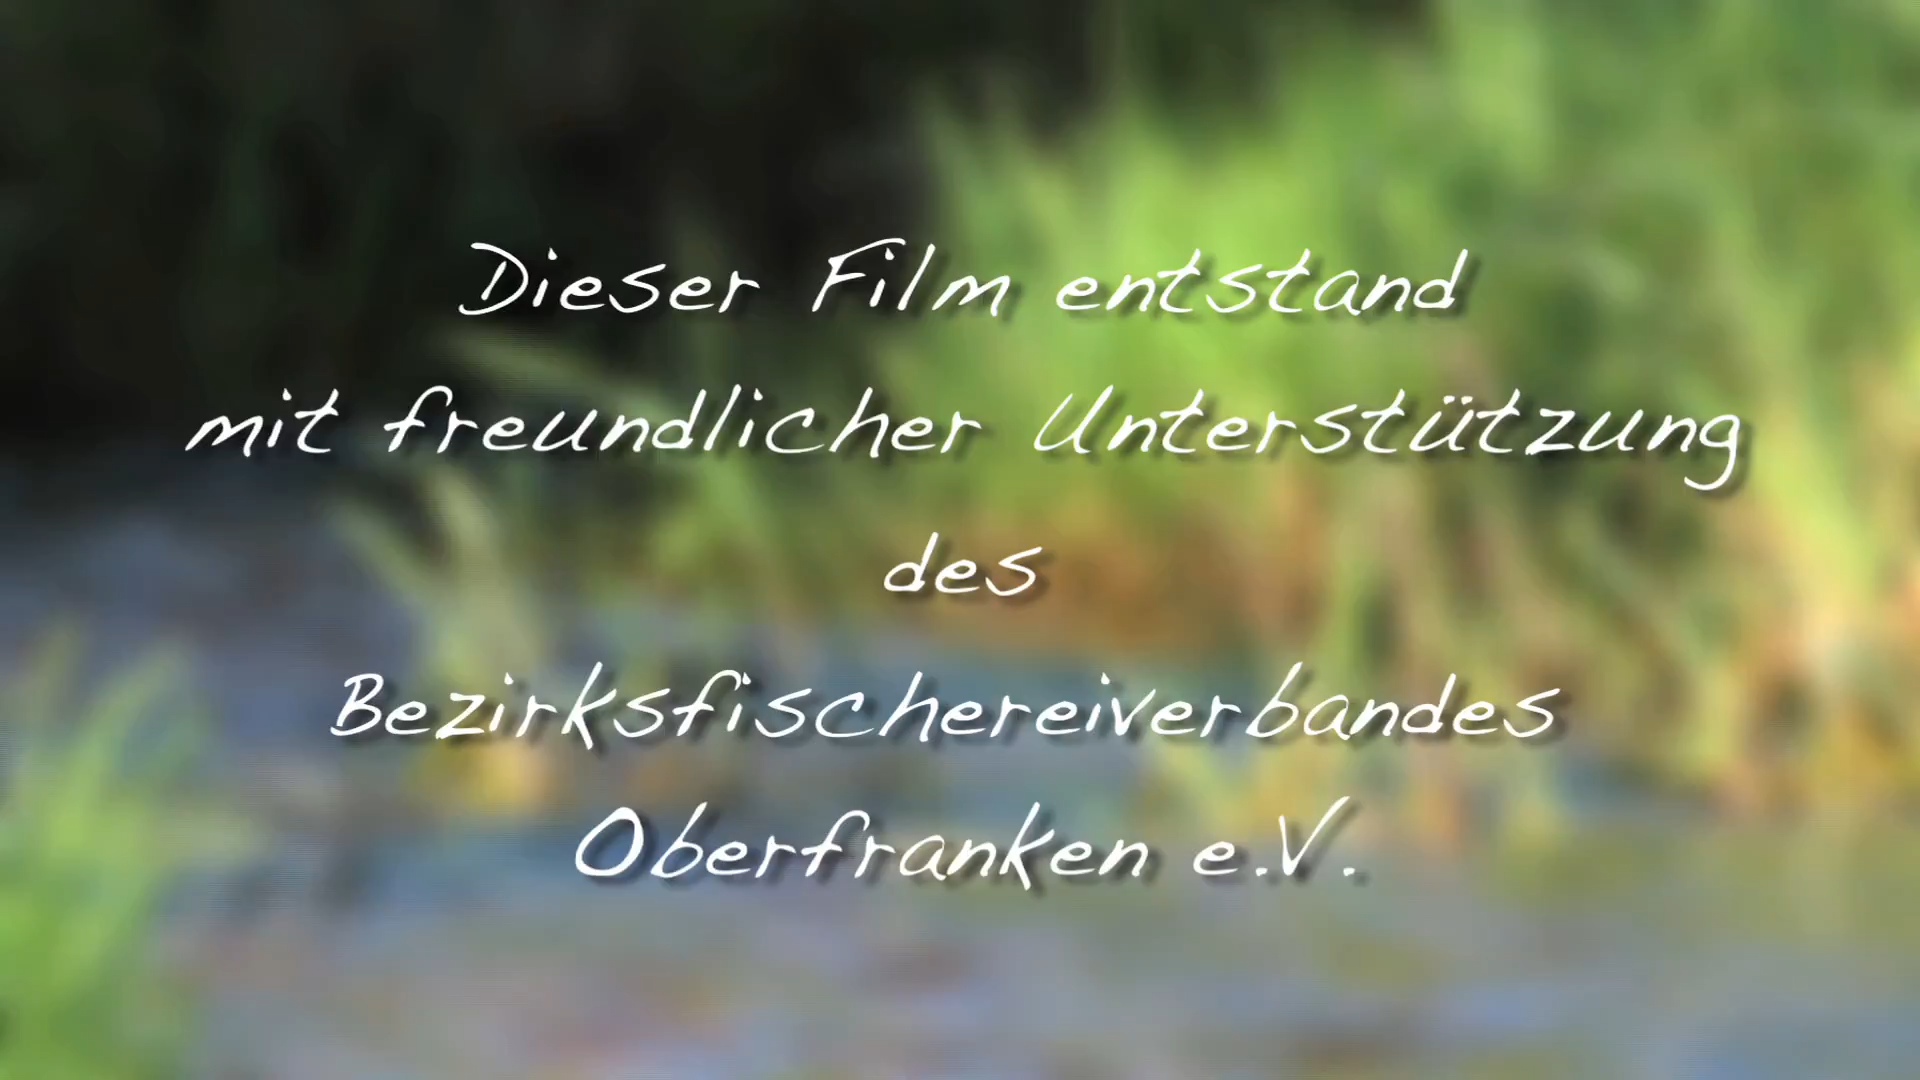 Dieser Film entstand
mit freundlicher Unterstützung
des
Bezirksfischereiverbandes
Oberfranken e.V.